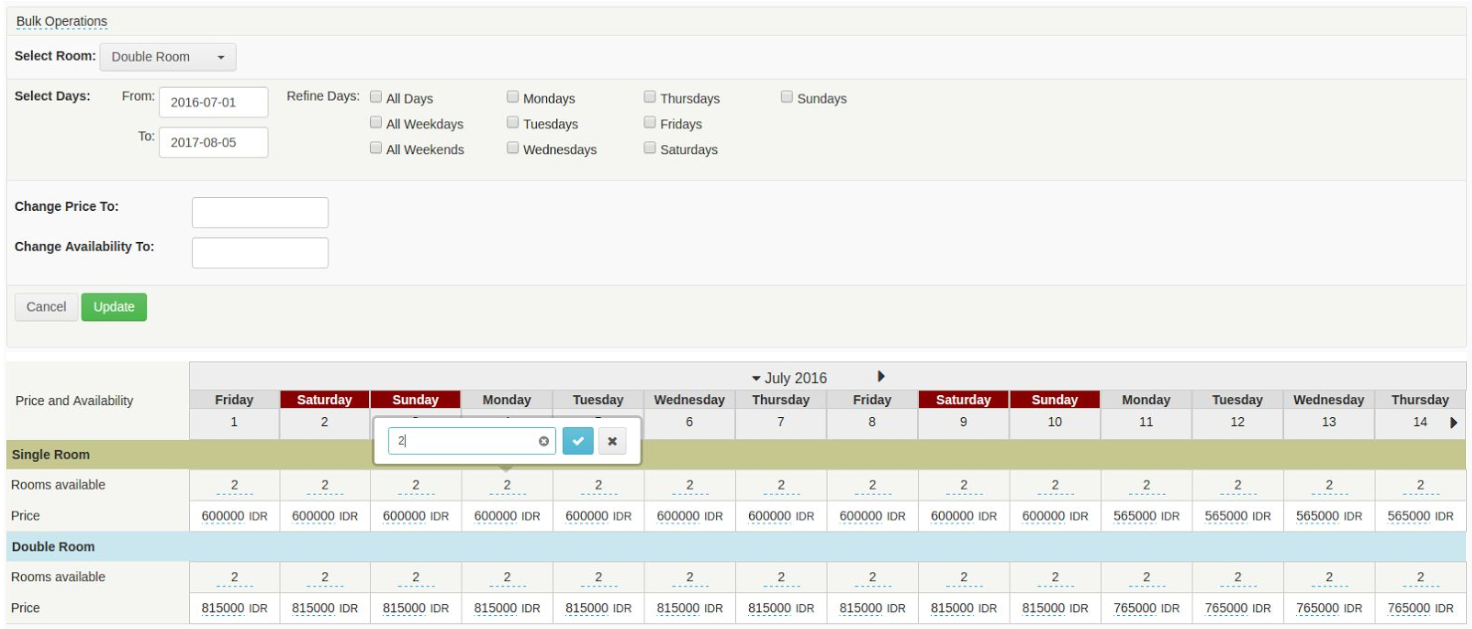 Bulk Operations
Select Room: Double Room
Select Days: From: 2016-07-01 Refine Days: All Days Mondays Thursdays Sundays
All Weekdays Tuesdays Fridays
To: 2017-08-05
All Weekends Wednesdays Saturdays
Change Price To:
Change Availability To:
Cancel Update
July 2016
Price and Availability Friday Saturday Sunday Monday Tuesday Wednesday Thursday Friday Saturday Sunday Monday Tuesday Wednesday Thursday
1 2 6 7 8 9 10 11 12 13 14
2
Single Room
Rooms available 2 2 2 2 2 2 2 2 2 2 2 2 2 2
Price 600000 IDR 600000 IDR 600000 IDR 600000 IDR 600000 IDR 600000 IDR 600000 IDR 600000 IDR 600000 IDR 600000 IDR 565000 IDR 565000 IDR 565000 IDR 565000 IDR
Double Room
Rooms available 2 2 2 2 2 2 2 2 2 2 2 2 2 2
Price 815000 IDR 815000 IDR 815000 IDR 815000 IDR 815000 IDR 815000 IDR 815000 IDR 815000 IDR 815000 IDR 815000 IDR 765000 IDR 765000 IDR 765000 IDR 765000 IDR